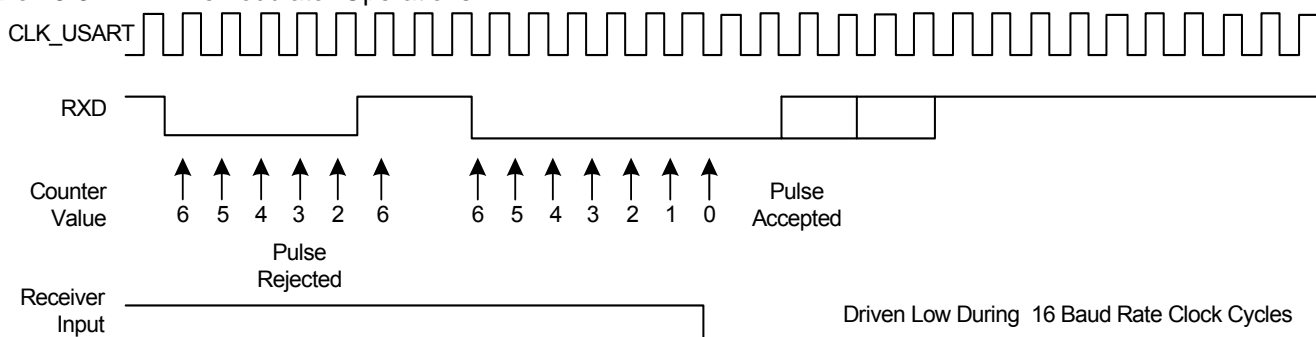 CLK_USART
RXD
Counter
Value
6 5 4 3 2 6 6 5 4 3 2 1 0
Pulse
Accepted
Pulse
Rejected
Receiver
Input
Driven Low During 16 Baud Rate Clock Cycles